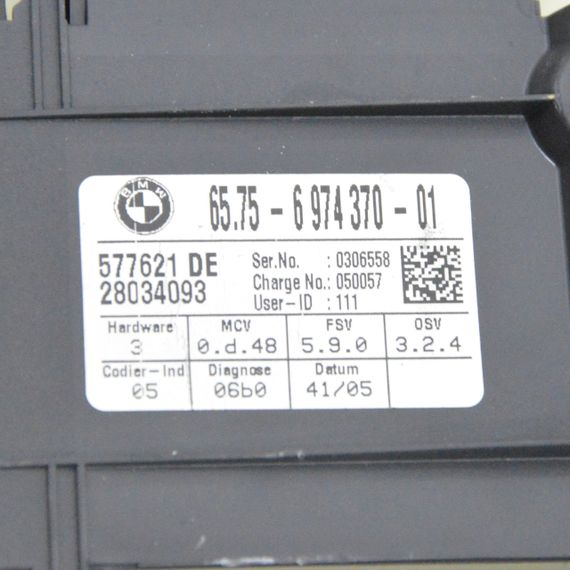 BMW
65.75 - 6 974 370 - 01
577621 DE
28034093
Ser.No. : 0306558
Charge No.: 050057
User-ID : 111
Hardware MCV FSV OSV
3 0.d.48 5.9.0 3.2.4
Codier-Ind Diagnose Datum
05 06b0 41/05